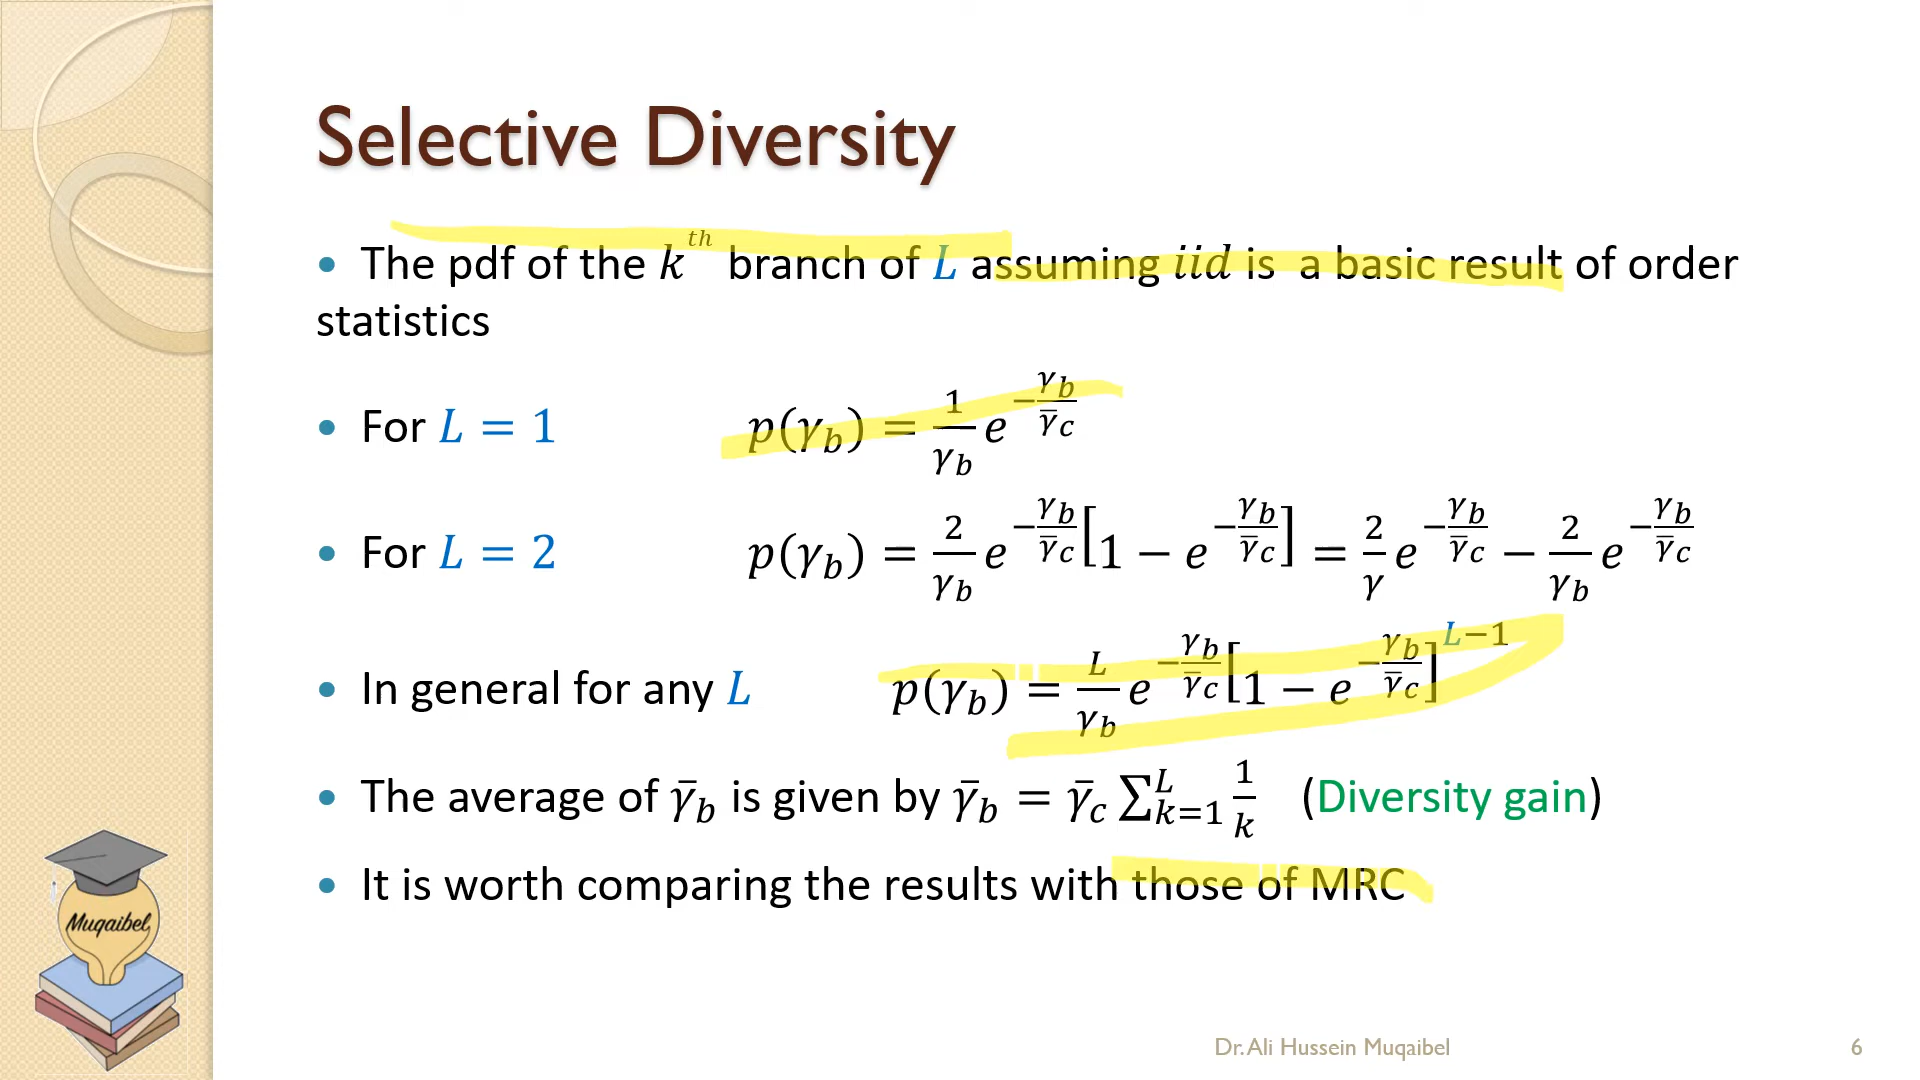 Selective Diversity
• The pdf of the k^th branch of L assuming iid is a basic result of order
statistics
• For L = 1 p(γ_b) = 1/γ_b e^{−γ_b/γ̅_c}
• For L = 2 p(γ_b) = 2/γ_b e^{−γ_b/γ̅_c}[1 − e^{−γ_b/γ̅_c}] = 2/γ e^{−γ_b/γ̅_c} − 2/γ_b e^{−γ_b/γ̅_c}
• In general for any L p(γ_b) = L/γ_b e^{−γ_b/γ̅_c}[1 − e^{−γ_b/γ̅_c}]^{L−1}
• The average of γ̅_b is given by γ̅_b = γ̅_c ∑_{k=1}^{L} 1/k (Diversity gain)
• It is worth comparing the results with those of MRC
Muqaibel
Dr. Ali Hussein Muqaibel 6